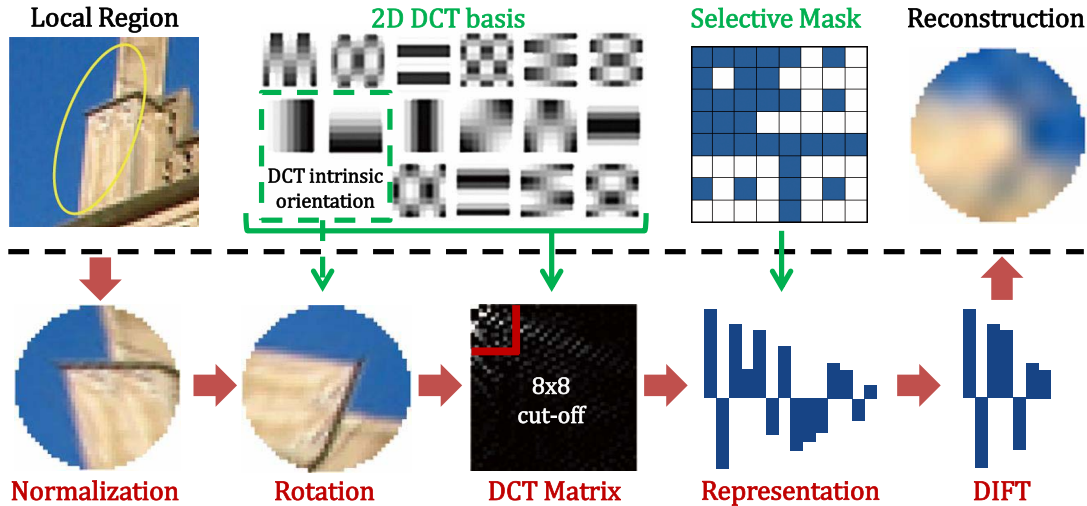 Local Region
2D DCT basis
Selective Mask
Reconstruction
DCT intrinsic
orientation
8x8
cut-off
Normalization
Rotation
DCT Matrix
Representation
DIFT